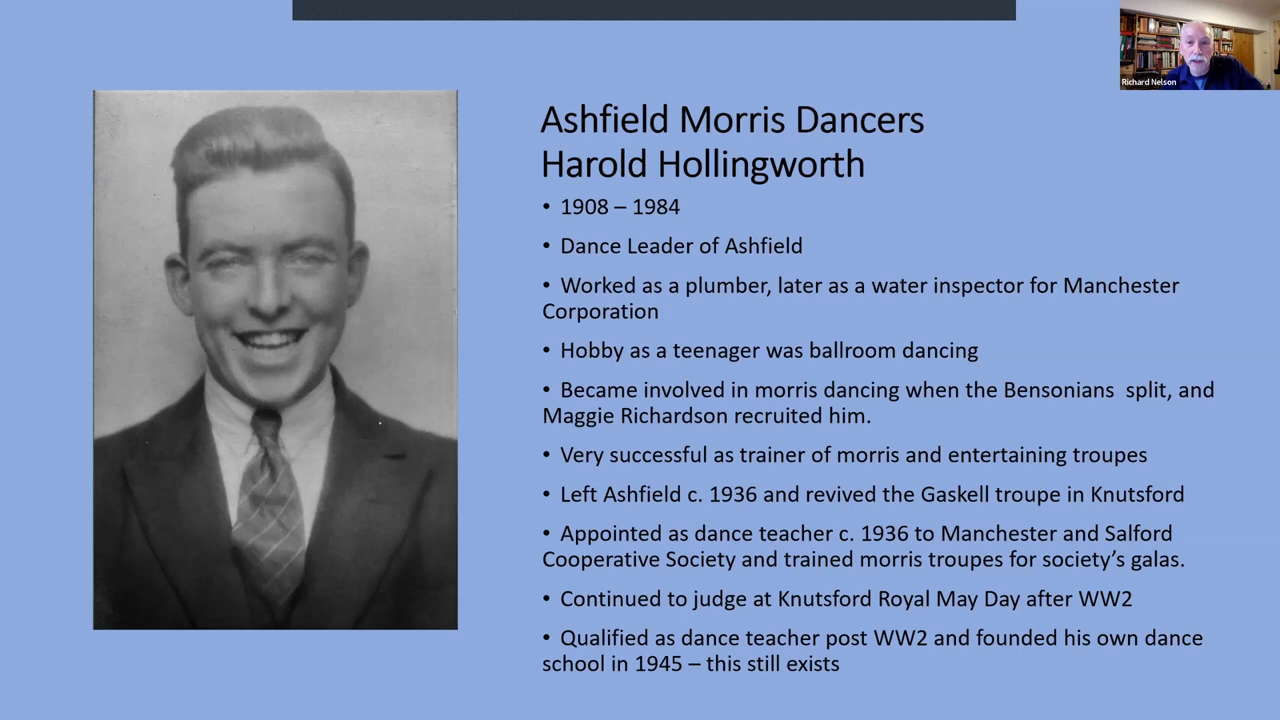 Richard Nelson
Ashfield Morris Dancers
Harold Hollingworth
• 1908 – 1984
• Dance Leader of Ashfield
• Worked as a plumber, later as a water inspector for Manchester
Corporation
• Hobby as a teenager was ballroom dancing
• Became involved in morris dancing when the Bensonians  split, and
Maggie Richardson recruited him.
• Very successful as trainer of morris and entertaining troupes
• Left Ashfield c. 1936 and revived the Gaskell troupe in Knutsford
• Appointed as dance teacher c. 1936 to Manchester and Salford
Cooperative Society and trained morris troupes for society’s galas.
• Continued to judge at Knutsford Royal May Day after WW2
• Qualified as dance teacher post WW2 and founded his own dance
school in 1945 – this still exists